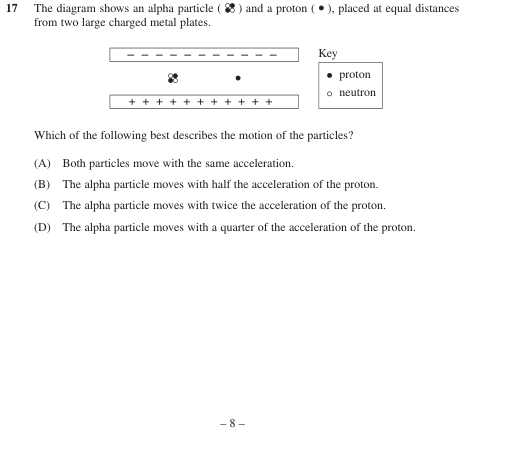 17 The diagram shows an alpha particle ( ) and a proton ( ● ), placed at equal distances
from two large charged metal plates.
– – – – – – – – – – –
Key
● proton
○ neutron
+ + + + + + + + + + +
Which of the following best describes the motion of the particles?
(A) Both particles move with the same acceleration.
(B) The alpha particle moves with half the acceleration of the proton.
(C) The alpha particle moves with twice the acceleration of the proton.
(D) The alpha particle moves with a quarter of the acceleration of the proton.
– 8 –